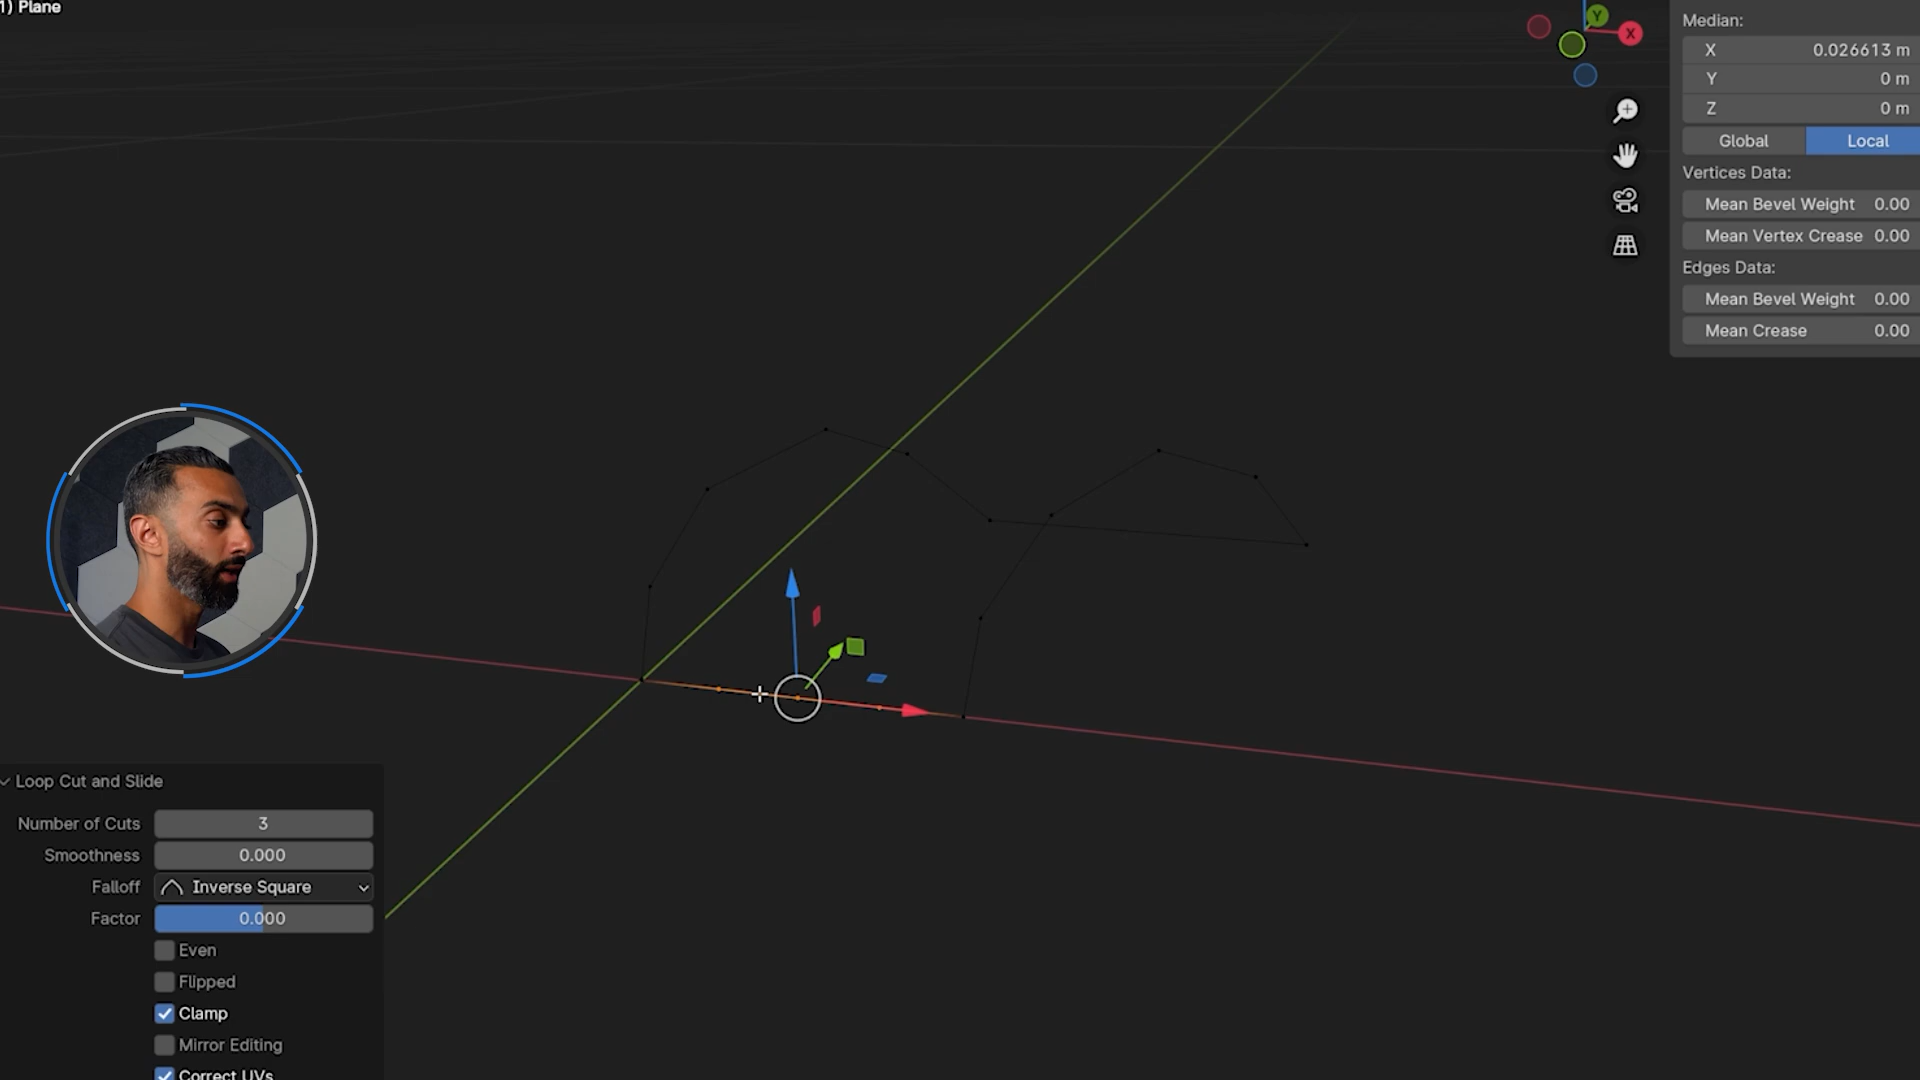 1) Plane
Y
X
Median:
X 0.026613 m
Y 0 m
Z 0 m
Global Local
Vertices Data:
Mean Bevel Weight 0.00
Mean Vertex Crease 0.00
Edges Data:
Mean Bevel Weight 0.00
Mean Crease 0.00
Loop Cut and Slide
Number of Cuts 3
Smoothness 0.000
Falloff Inverse Square
Factor 0.000
Even
Flipped
Clamp
Mirror Editing
Correct UVs